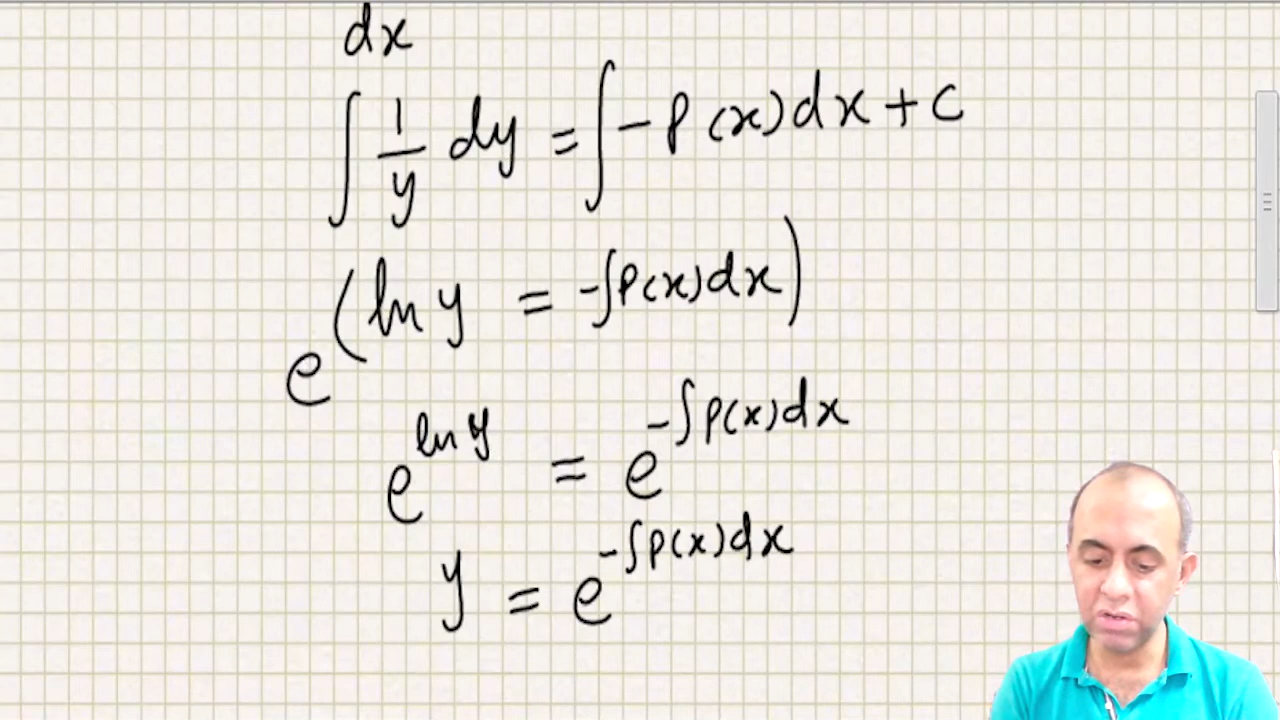 dx
∫ 1/y dy = ∫ -P(x)dx + c
e^(ln y = -∫P(x)dx)
e^ln y = e^-∫P(x)dx
y = e^-∫P(x)dx